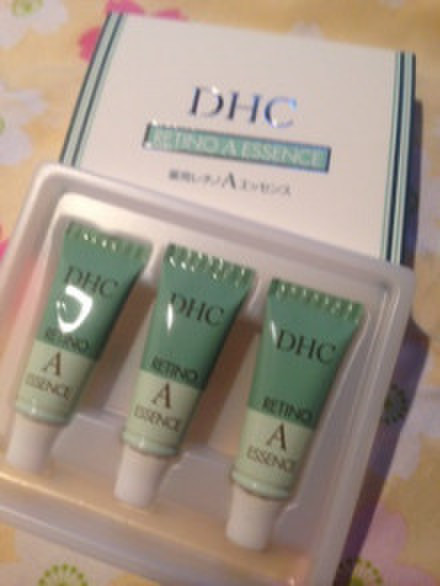 DHC
RETINO A ESSENCE
薬用レチノAエッセンス
DHC
RETINO
A
ESSENCE
DHC
RETINO
A
ESSENCE
DHC
RETINO
A
ESSENCE